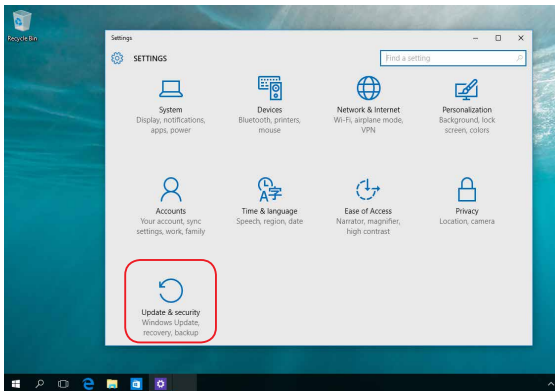 Recycle Bin
Settings
SETTINGS
Find a setting
System
Display, notifications,
apps, power
Devices
Bluetooth, printers,
mouse
Network & Internet
Wi-Fi, airplane mode,
VPN
Personalization
Background, lock
screen, colors
Accounts
Your account, sync
settings, work, family
Time & language
Speech, region, date
Ease of Access
Narrator, magnifier,
high contrast
Privacy
Location, camera
Update & security
Windows Update,
recovery, backup